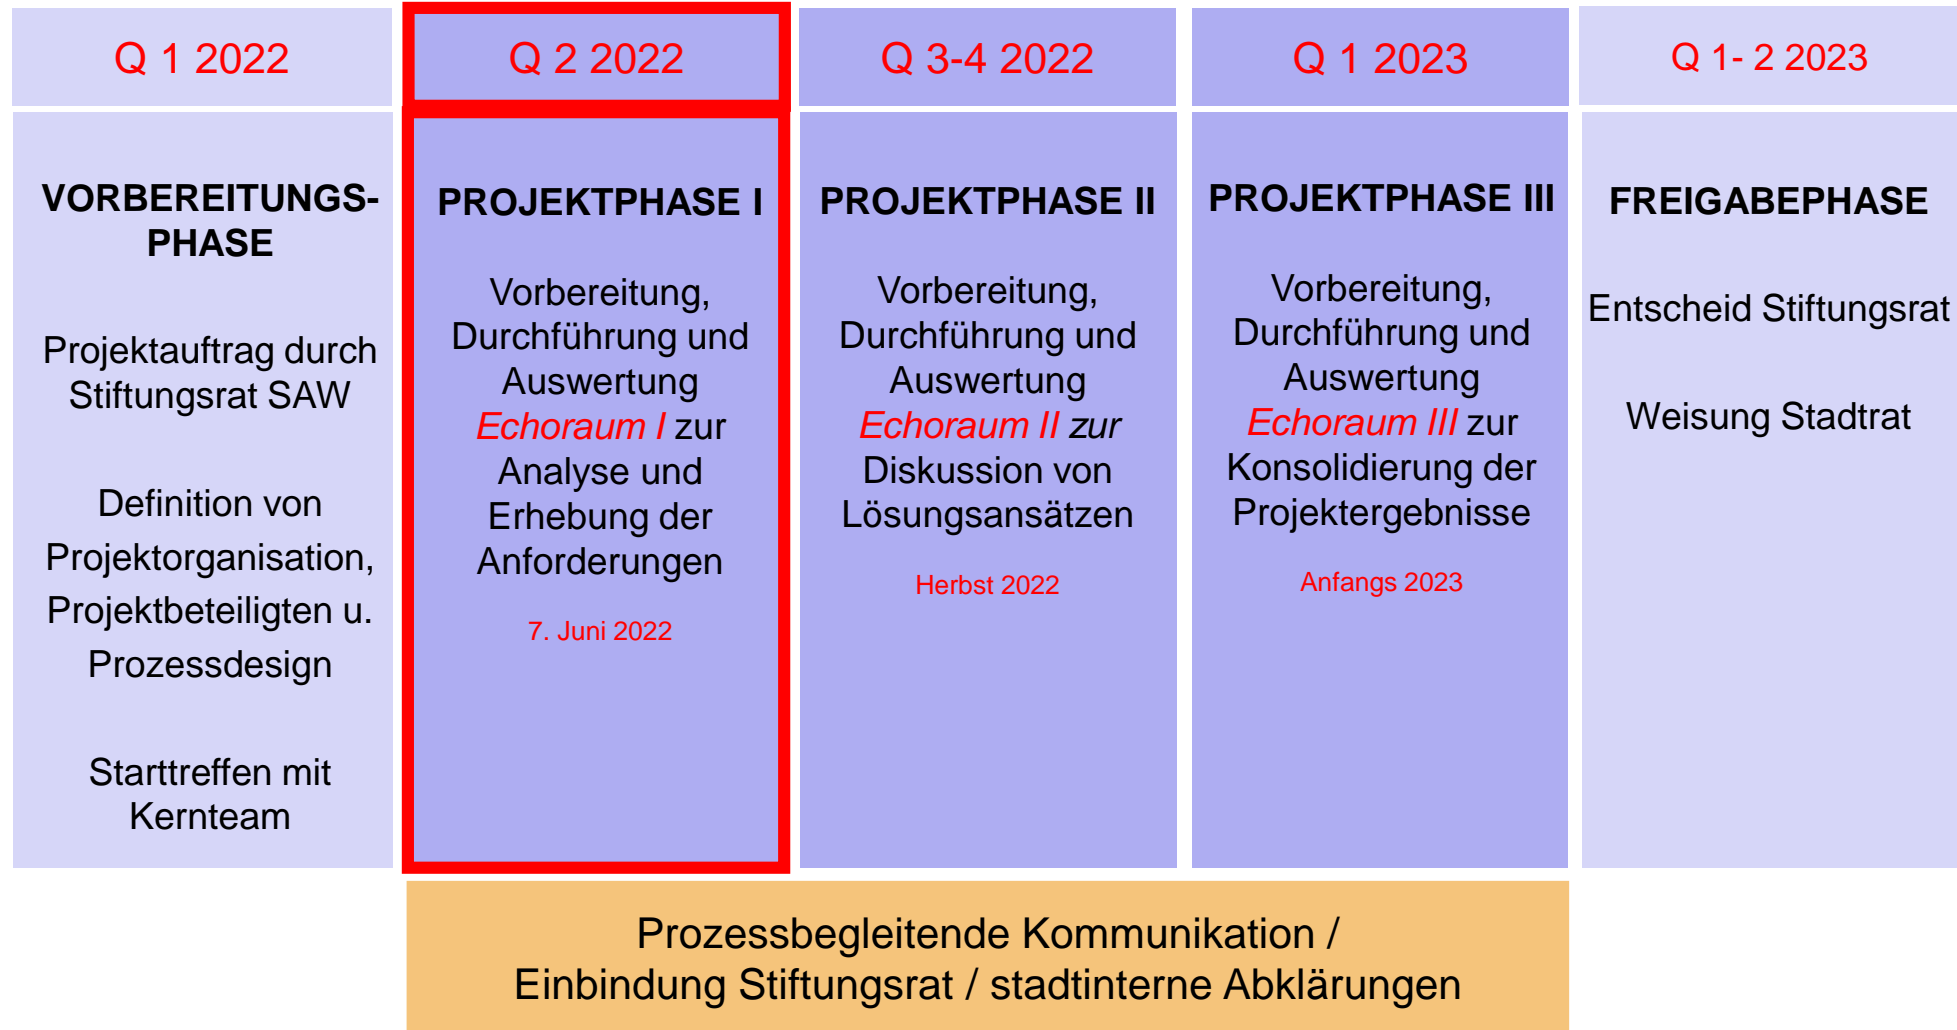 Q 1 2022
Q 2 2022
Q 3-4 2022
Q 1 2023
Q 1- 2 2023
VORBEREITUNGS-
PHASE
Projektauftrag durch
Stiftungsrat SAW
Definition von
Projektorganisation,
Projektbeteiligten u.
Prozessdesign
Starttreffen mit
Kernteam
PROJEKTPHASE I
Vorbereitung,
Durchführung und
Auswertung
Echoraum I zur
Analyse und
Erhebung der
Anforderungen
7. Juni 2022
PROJEKTPHASE II
Vorbereitung,
Durchführung und
Auswertung
Echoraum II zur
Diskussion von
Lösungsansätzen
Herbst 2022
PROJEKTPHASE III
Vorbereitung,
Durchführung und
Auswertung
Echoraum III zur
Konsolidierung der
Projektergebnisse
Anfangs 2023
FREIGABEPHASE
Entscheid Stiftungsrat
Weisung Stadtrat
Prozessbegleitende Kommunikation /
Einbindung Stiftungsrat / stadtinterne Abklärungen